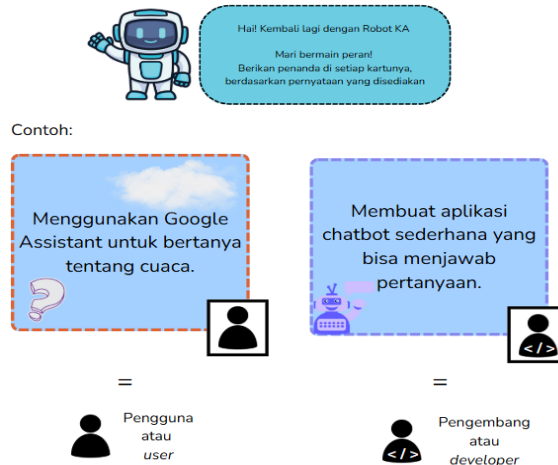 Hai! Kembali lagi dengan Robot KA
Mari bermain peran!
Berikan penanda di setiap kartunya,
berdasarkan pernyataan yang disediakan
Contoh:
Menggunakan Google
Assistant untuk bertanya
tentang cuaca.
?
Membuat aplikasi
chatbot sederhana yang
bisa menjawab
pertanyaan.
</>
=
=
Pengguna
atau
user
</>
Pengembang
atau
developer